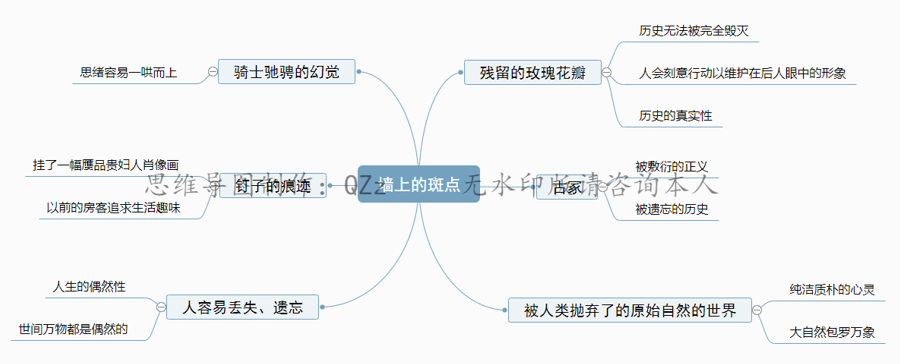 墙上的斑点
骑士驰骋的幻觉
思绪容易一哄而上
钉子的痕迹
挂了一幅赝品贵妇人肖像画
以前的房客追求生活趣味
人容易丢失、遗忘
人生的偶然性
世间万物都是偶然的
残留的玫瑰花瓣
历史无法被完全毁灭
人会刻意行动以维护在后人眼中的形象
历史的真实性
古冢
被敷衍的正义
被遗忘的历史
被人类抛弃了的原始自然的世界
纯洁质朴的心灵
大自然包罗万象
思维导图制作：QZZ 无水印版请咨询本人